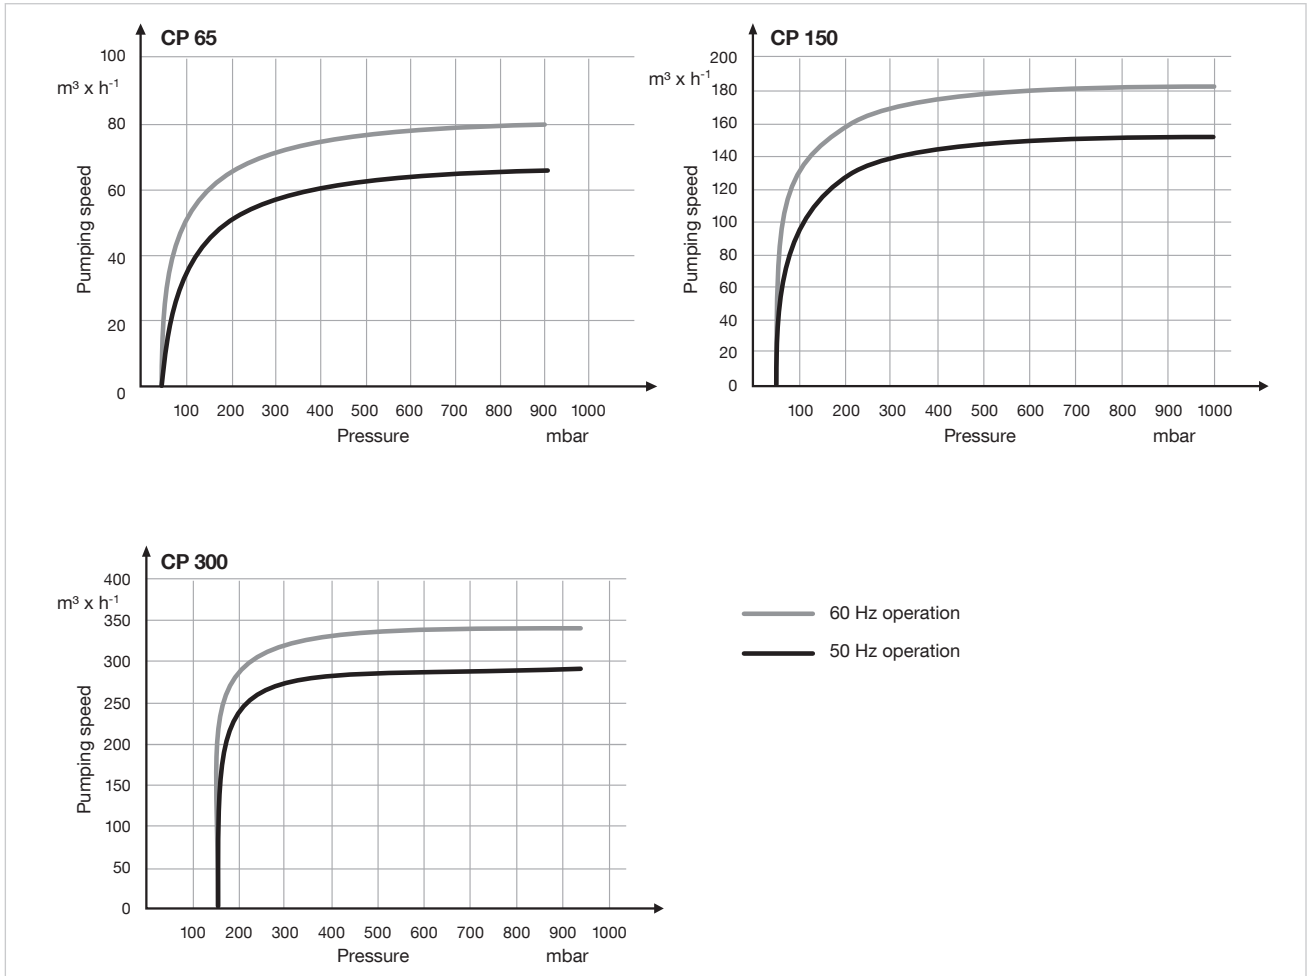 CP 65
100
m³ x h⁻¹
80
60
40
20
0
Pumping speed
100 200 300 400 500 600 700 800 900 1000
Pressure mbar
CP 150
200
m³ x h⁻¹
180
160
140
120
100
80
60
40
20
0
Pumping speed
100 200 300 400 500 600 700 800 900 1000
Pressure mbar
CP 300
400
m³ x h⁻¹
350
300
250
200
150
100
50
0
Pumping speed
100 200 300 400 500 600 700 800 900 1000
Pressure mbar
60 Hz operation
50 Hz operation